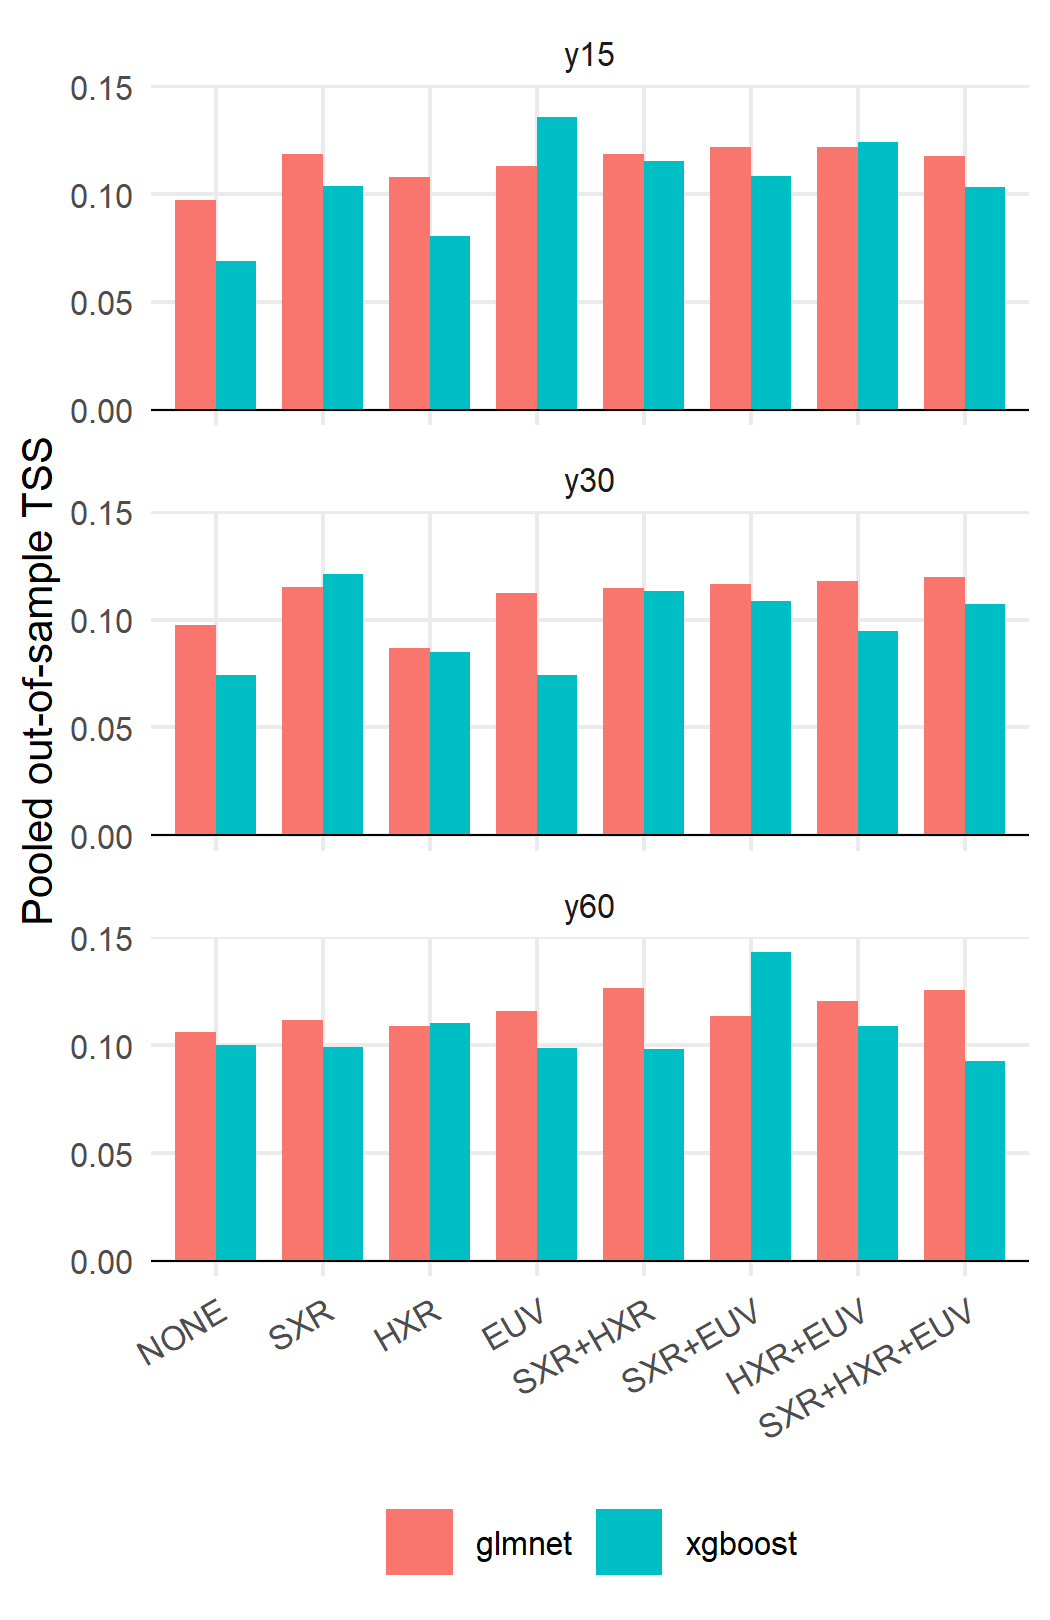 y15
0.15
0.10
0.05
0.00
Pooled out-of-sample TSS
y30
0.15
0.10
0.05
0.00
y60
0.15
0.10
0.05
0.00
NONE
SXR
HXR
EUV
SXR+HXR
SXR+EUV
HXR+EUV
SXR+HXR+EUV
glmnet
xgboost